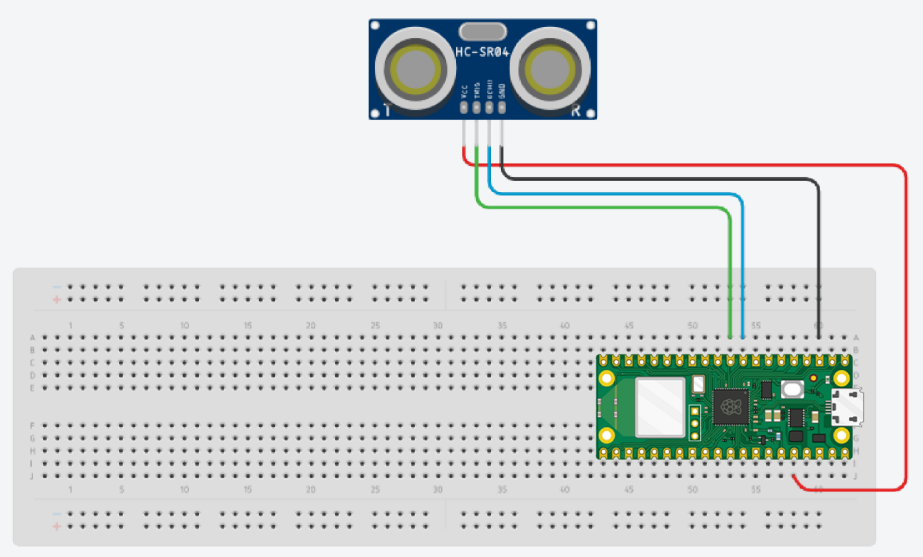 HC-SR04
VCC TRIG ECHO GND
T R
-
+
1 5 10 15 20 25 30 35 40 45 50 55 60
A A
B B
C C
D D
E
F
G G
H H
I I
J J
1 5 10 15 20 25 30 35 40 45 50 55 60
-
+